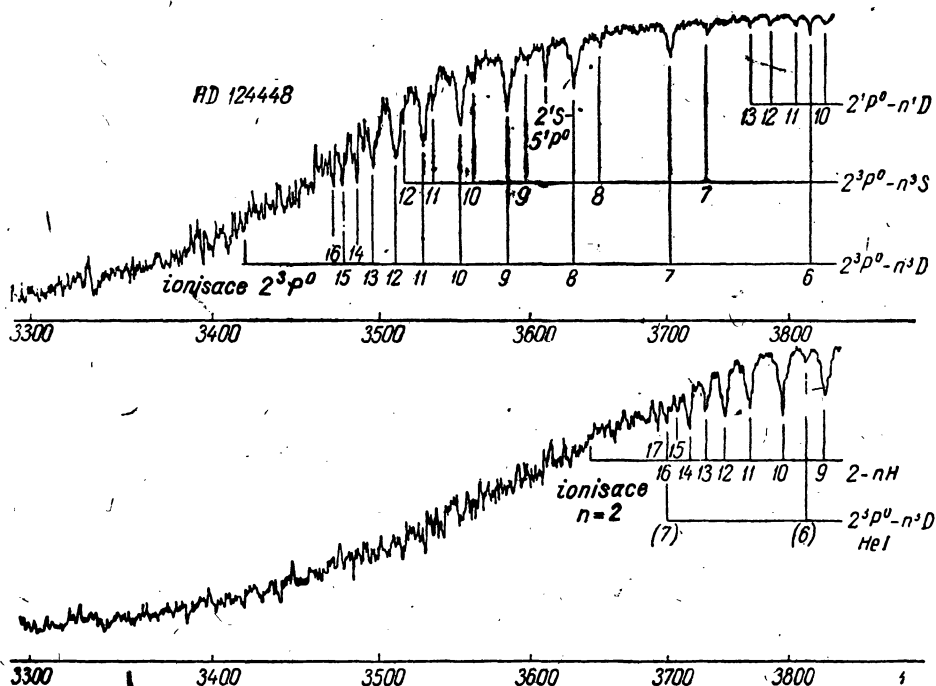 HD 124448
2¹S-
5¹P⁰
13 12 11 10 2¹P⁰-n¹D
12 11 10 9 8 7 2³P⁰-n³S
16 15 14 13 12 11 10 9 8 7 6 2³P⁰-n³D
ionisace 2³P⁰
3300 3400 3500 3600 3700 3800
17 16 15 14 13 12 11 10 9 2-nH
ionisace
n=2
(7) (6) 2³P⁰-n³D
HeI
3300 3400 3500 3600 3700 3800